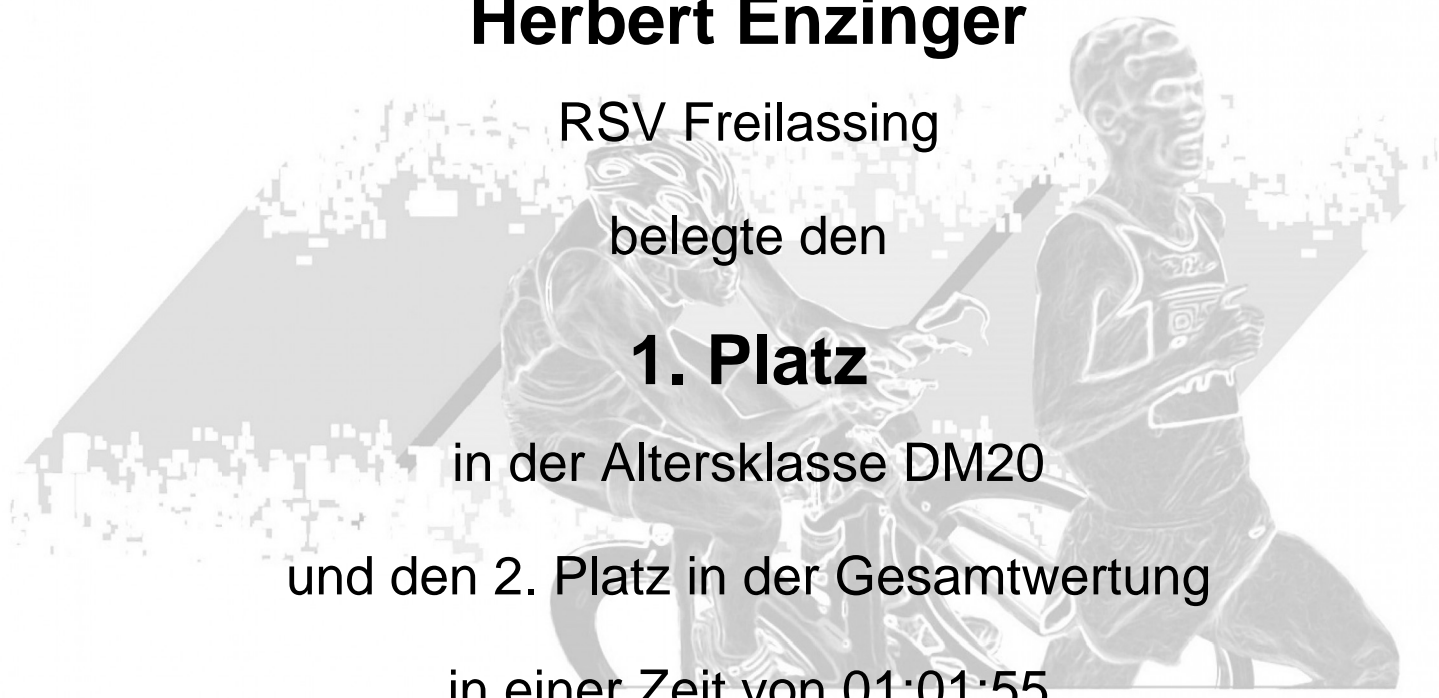 Herbert Enzinger
RSV Freilassing
belegte den
1. Platz
in der Altersklasse DM20
und den 2. Platz in der Gesamtwertung
in einer Zeit von 01:01:55